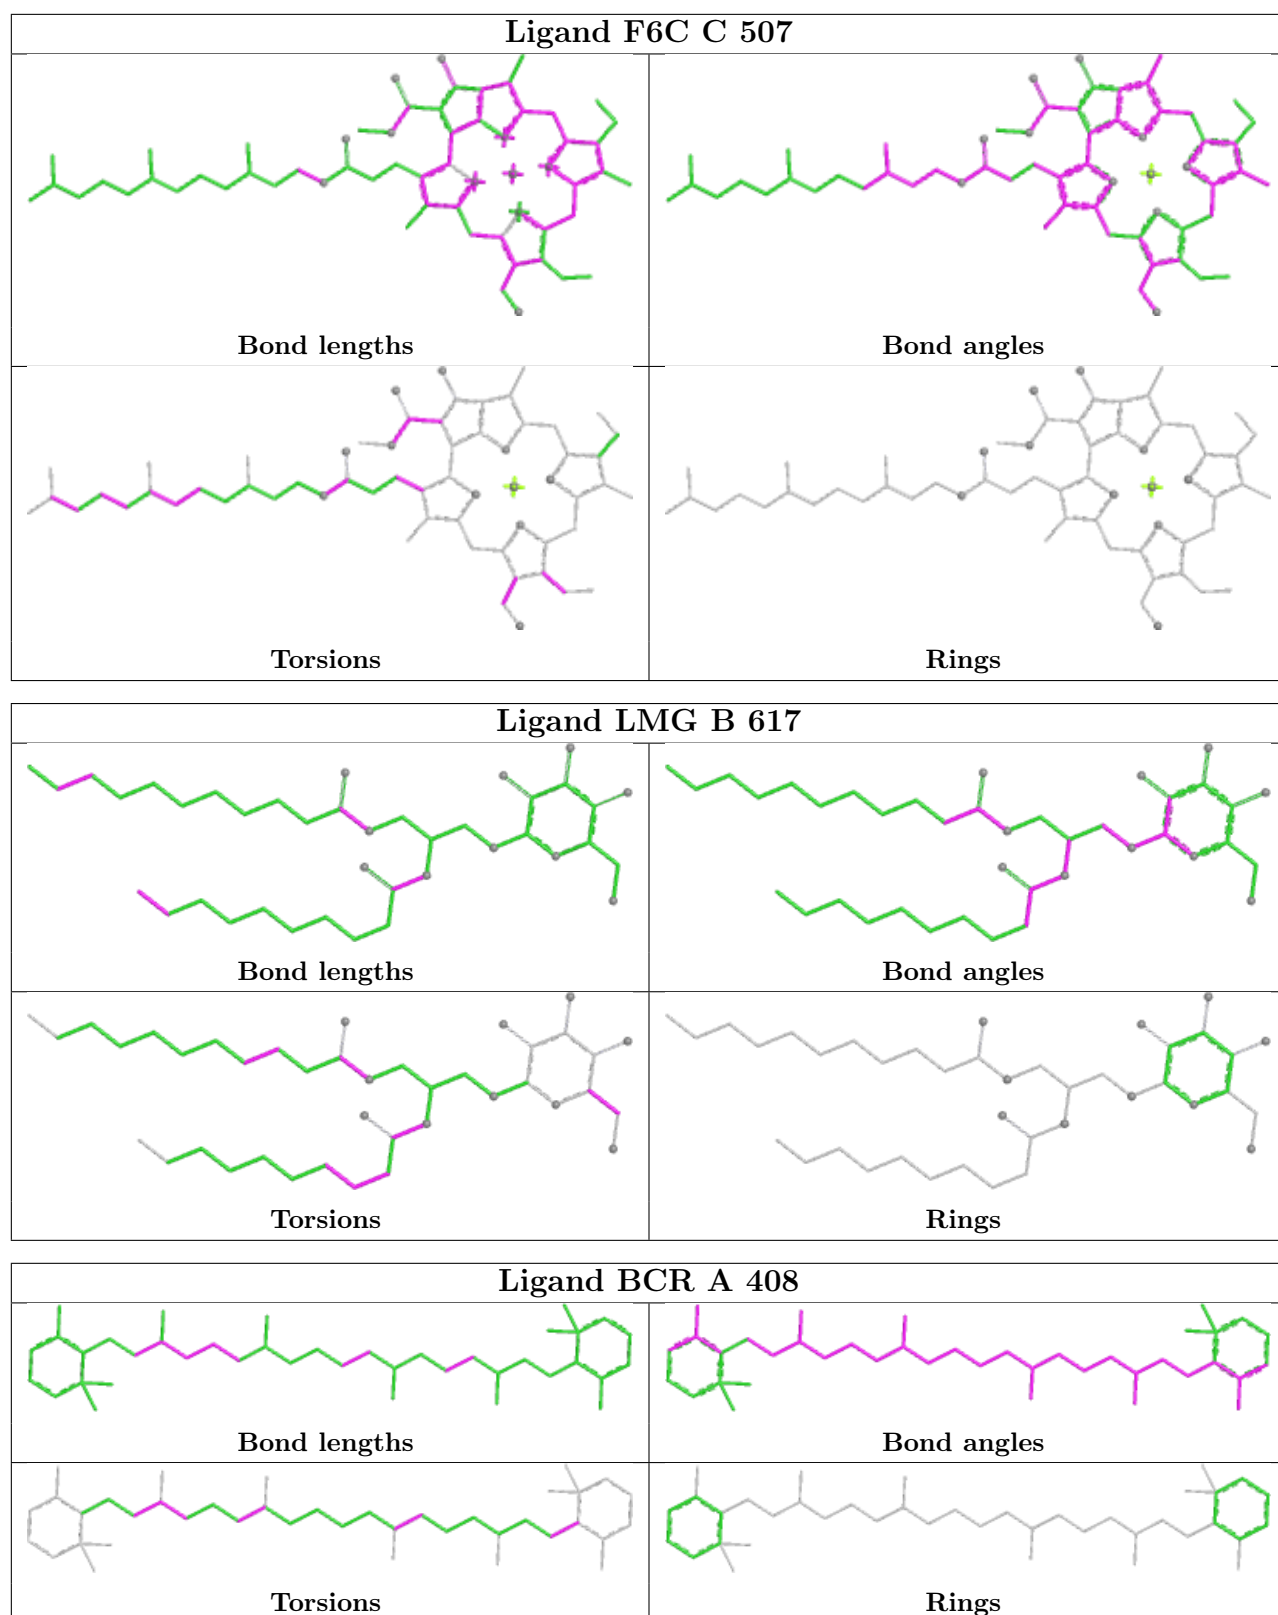 Ligand F6C C 507
Bond lengths
Bond angles
Torsions
Rings
Ligand LMG B 617
Bond lengths
Bond angles
Torsions
Rings
Ligand BCR A 408
Bond lengths
Bond angles
Torsions
Rings